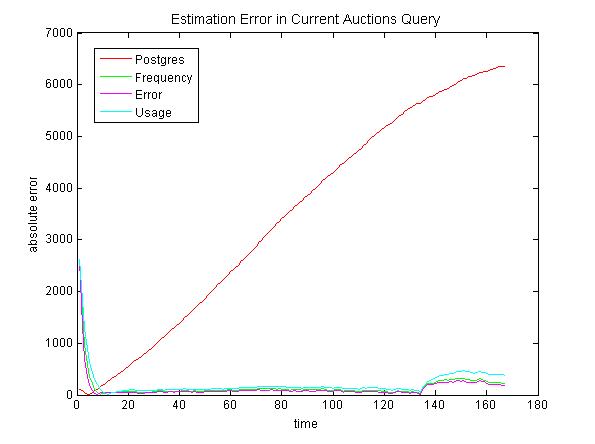 Estimation Error in Current Auctions Query
7000
6000
5000
4000
3000
2000
1000
0
absolute error
Postgres
Frequency
Error
Usage
0 20 40 60 80 100 120 140 160 180
time